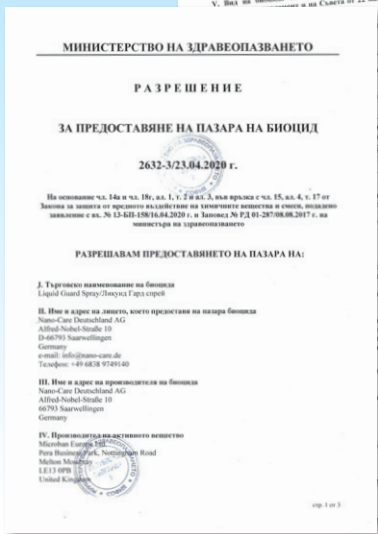 V. Вид на
МИНИСТЕРСТВО НА ЗДРАВЕОПАЗВАНЕТО
Р А З Р Е Ш Е Н И Е
ЗА ПРЕДОСТАВЯНЕ НА ПАЗАРА НА БИОЦИД
2632-3/23.04.2020 г.
На основание чл. 14а и чл. 18г, ал. 1, т. 2 и ал. 3, във връзка с чл. 15, ал. 4, т. 17 от
Закона за защита от вредното въздействие на химичните вещества и смеси, подадено
заявление с вх. № 13-БП-158/16.04.2020 г. и Заповед № РД 01-287/08.08.2017 г. на
министъра на здравеопазването
РАЗРЕШАВАМ ПРЕДОСТАВЯНЕТО НА ПАЗАРА НА:
J. Търговско наименование на биоцида
Liquid Guard Spray/Ликуид Гард спрей
II. Име и адрес на лицето, което предоставя на пазара биоцида
Nano-Care Deutschland AG
Alfred-Nobel-Straße 10
D-66793 Saarwellingen
Germany
e-mail: info@nano-care.de
Телефон: +49 6838 9749140
III. Име и адрес на производителя на биоцида
Nano-Care Deutschland AG
Alfred-Nobel-Straße 10
66793 Saarwellingen
Germany
IV. Производител на активното вещество
Microban Europe Ltd.
Pera Business Park, Nottingham Road
Melton Mowbray
LE13 0PB
United Kingdom
стр. 1 от 3